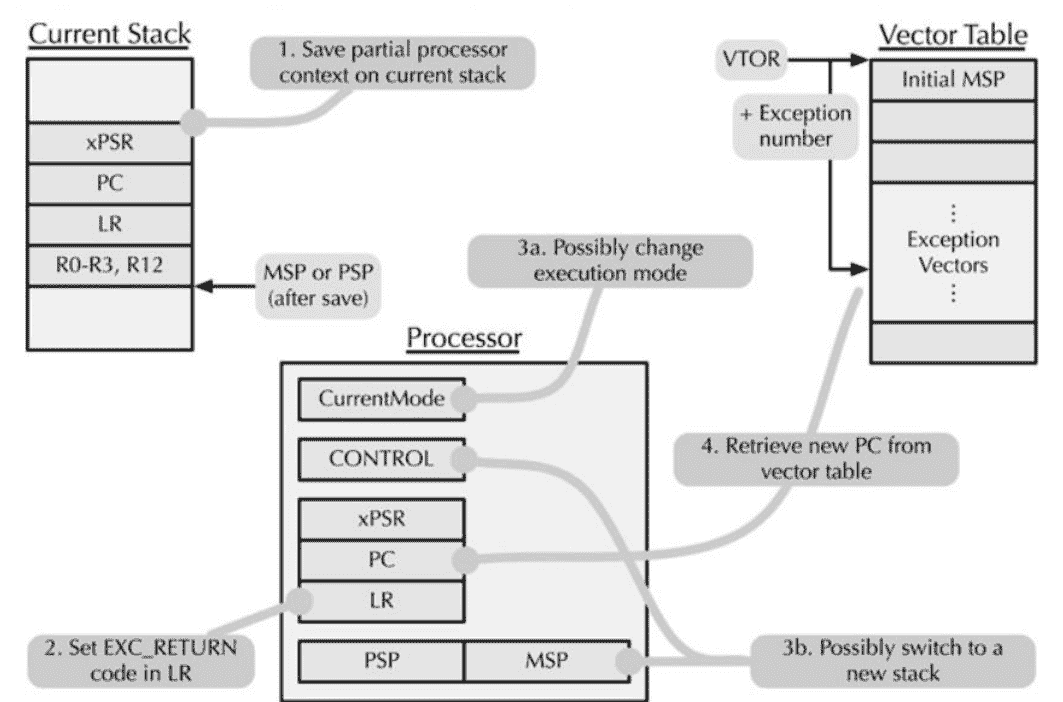 Current Stack
1. Save partial processor
context on current stack
xPSR
PC
LR
R0-R3, R12
MSP or PSP
(after save)
VTOR
+ Exception
number
Vector Table
Initial MSP
⋮
Exception
Vectors
⋮
3a. Possibly change
execution mode
Processor
CurrentMode
CONTROL
xPSR
PC
LR
PSP
MSP
4. Retrieve new PC from
vector table
2. Set EXC_RETURN
code in LR
3b. Possibly switch to a
new stack